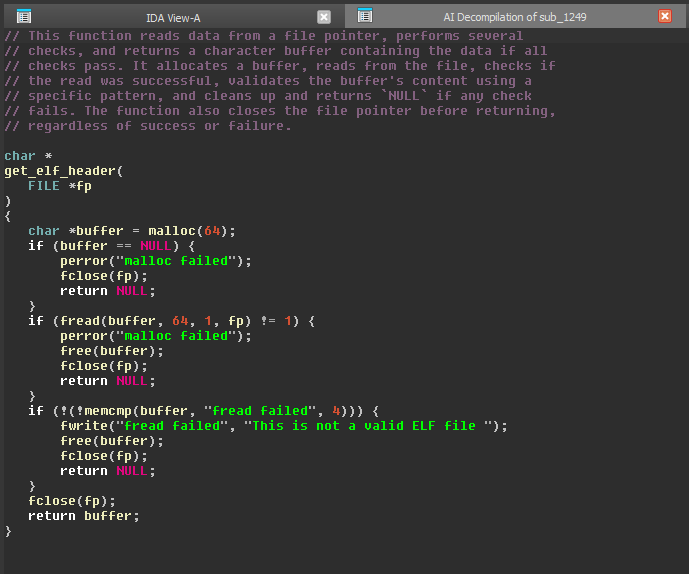 IDA View-A
AI Decompilation of sub_1249
// This function reads data from a file pointer, performs several
// checks, and returns a character buffer containing the data if all
// checks pass. It allocates a buffer, reads from the file, checks if
// the read was successful, validates the buffer's content using a
// specific pattern, and cleans up and returns `NULL` if any check
// fails. The function also closes the file pointer before returning,
// regardless of success or failure.
char *
get_elf_header(
   FILE *fp
)
{
   char *buffer = malloc(64);
   if (buffer == NULL) {
       perror("malloc failed");
       fclose(fp);
       return NULL;
   }
   if (fread(buffer, 64, 1, fp) != 1) {
       perror("malloc failed");
       free(buffer);
       fclose(fp);
       return NULL;
   }
   if (!(!memcmp(buffer, "fread failed", 4))) {
       fwrite("fread failed", "This is not a valid ELF file ");
       free(buffer);
       fclose(fp);
       return NULL;
   }
   fclose(fp);
   return buffer;
}